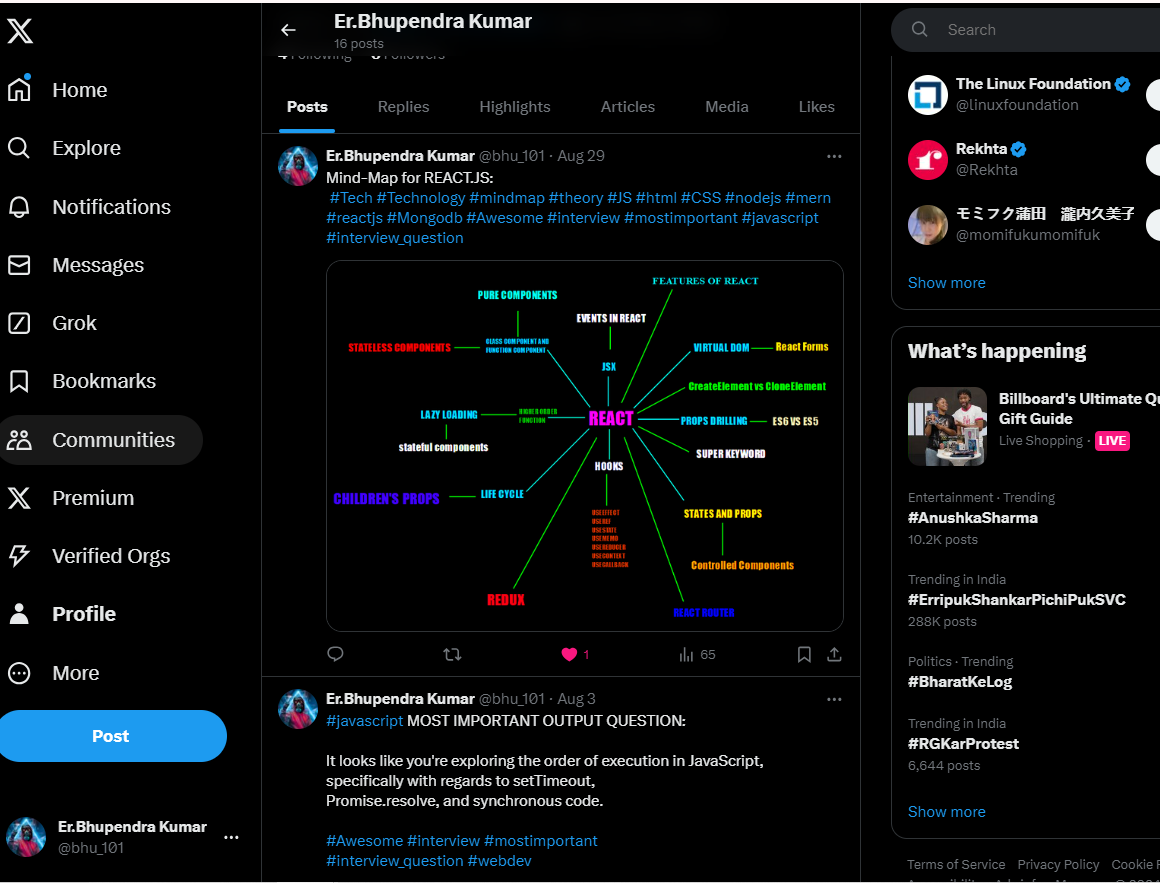 Home
Explore
Notifications
Messages
Grok
Bookmarks
Communities
Premium
Verified Orgs
Profile
More
Post
Er.Bhupendra Kumar
@bhu_101
Er.Bhupendra Kumar
16 posts
4 Following 8 Followers
Posts Replies Highlights Articles Media Likes
Er.Bhupendra Kumar @bhu_101 · Aug 29
Mind-Map for REACT.JS:
#Tech #Technology #mindmap #theory #JS #html #CSS #nodejs #mern
#reactjs #Mongodb #Awesome #interview #mostimportant #javascript
#interview_question
FEATURES OF REACT
PURE COMPONENTS
EVENTS IN REACT
STATELESS COMPONENTS
CLASS COMPONENT AND
FUNCTION COMPONENT
VIRTUAL DOM
React Forms
JSX
CreateElement vs CloneElement
LAZY LOADING
HIGHER ORDER
FUNCTION
REACT
PROPS DRILLING
ES6 VS ES5
stateful components
SUPER KEYWORD
HOOKS
CHILDREN'S PROPS
LIFE CYCLE
USEEFFECT
USEREF
USESTATE
USEMEMO
USEREDUCER
USECONTEXT
USECALLBACK
STATES AND PROPS
Controlled Components
REDUX
REACT ROUTER
1
65
Er.Bhupendra Kumar @bhu_101 · Aug 3
#javascript MOST IMPORTANT OUTPUT QUESTION:
It looks like you're exploring the order of execution in JavaScript,
specifically with regards to setTimeout,
Promise.resolve, and synchronous code.
#Awesome #interview #mostimportant
#interview_question #webdev
Search
The Linux Foundation
@linuxfoundation
Rekhta
@Rekhta
モミフク蒲田 瀧内久美子
@momifukumomifuk
Show more
What's happening
Billboard's Ultimate
Gift Guide
Live Shopping · LIVE
Entertainment · Trending
#AnushkaSharma
10.2K posts
Trending in India
#ErripukShankarPichiPukSVC
288K posts
Politics · Trending
#BharatKeLog
Trending in India
#RGKarProtest
6,644 posts
Show more
Terms of Service Privacy Policy Cookie